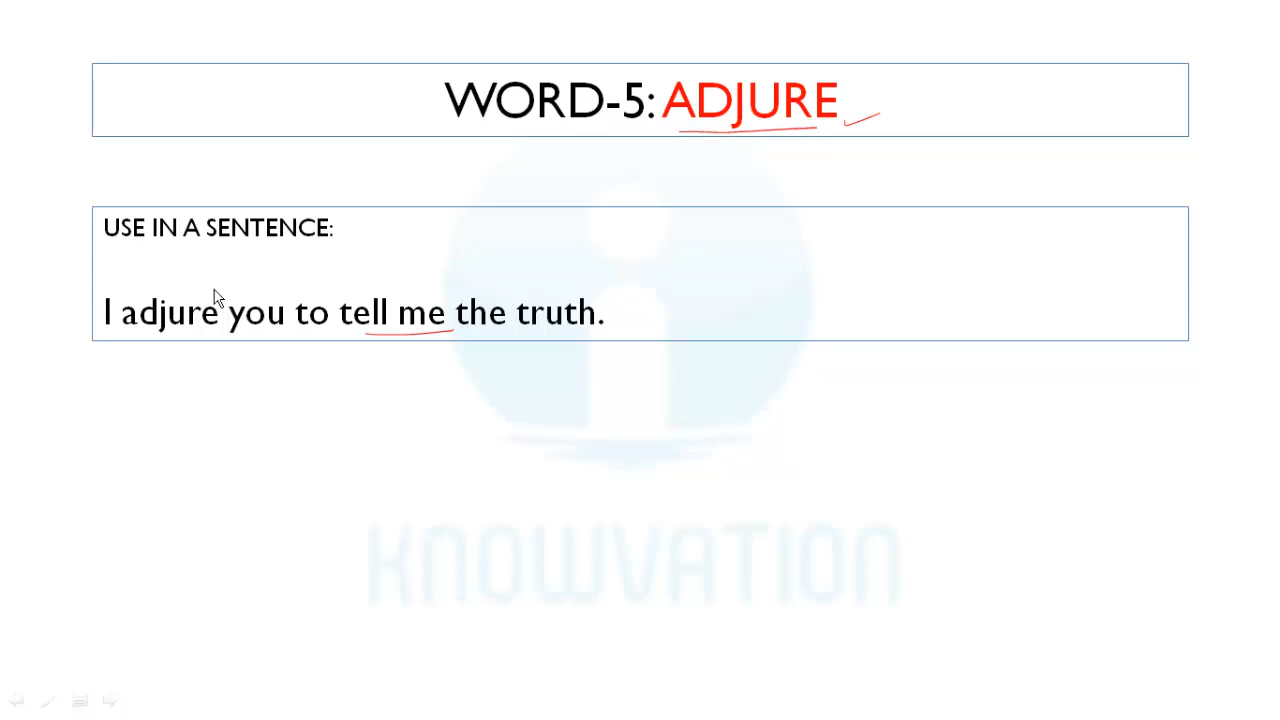 WORD-5: ADJURE
USE IN A SENTENCE:
I adjure you to tell me the truth.
KNOWVATION